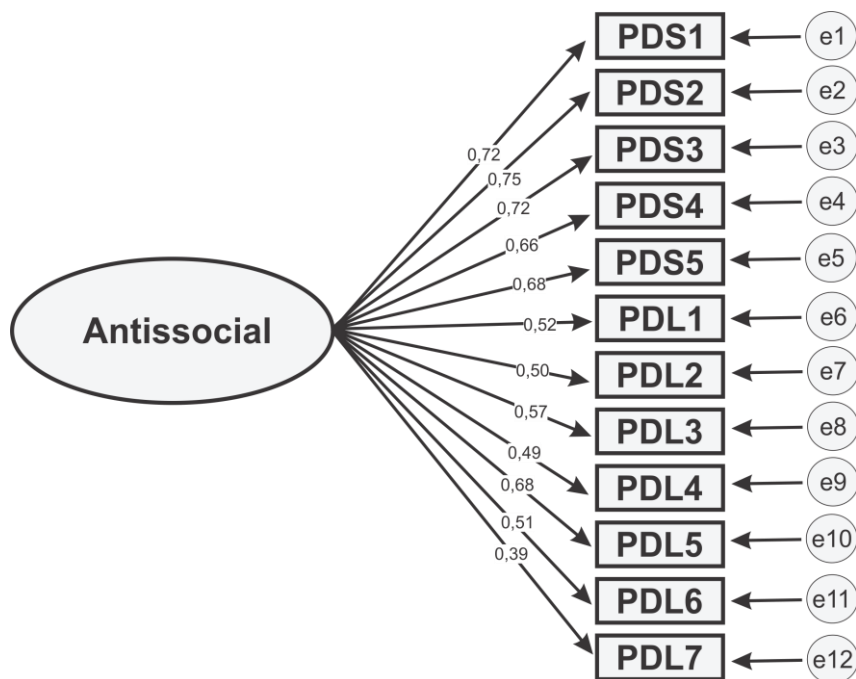 PDS1 e1
PDS2 e2
PDS3 e3
0,72
0,75
PDS4 e4
0,72
0,66
PDS5 e5
0,68
Antissocial
0,52
PDL1 e6
0,50
PDL2 e7
0,57
PDL3 e8
0,49
PDL4 e9
0,68
0,51
PDL5 e10
0,39
PDL6 e11
PDL7 e12